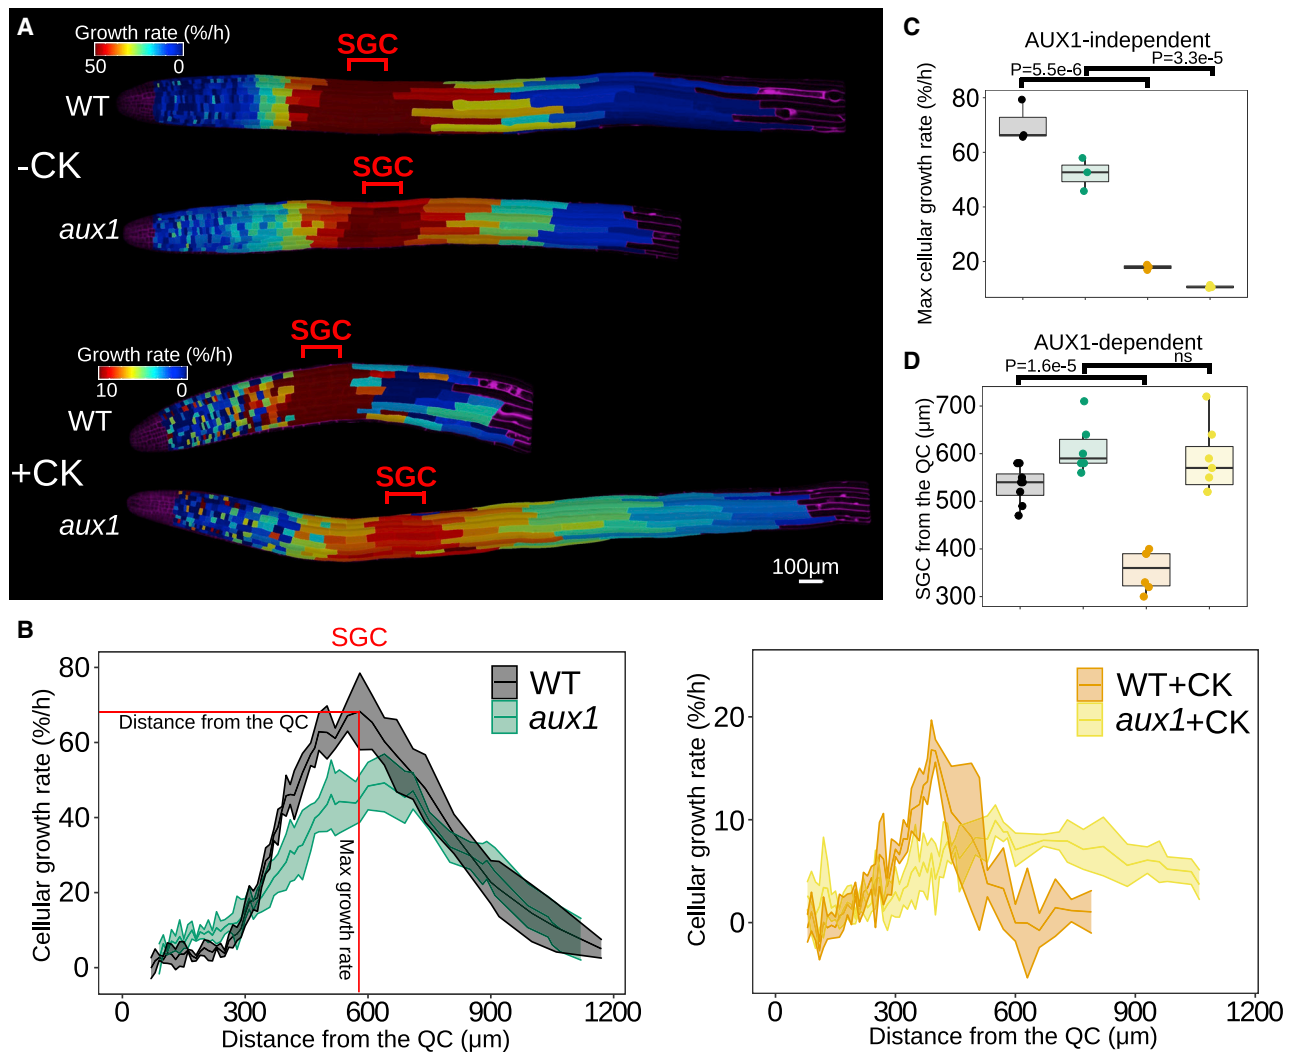 A
Growth rate (%/h)
50 0
SGC
WT
-CK
SGC
aux1
SGC
Growth rate (%/h)
10 0
WT
+CK
SGC
aux1
100µm
C
AUX1-independent
P=5.5e-6
P=3.3e-5
Max cellular growth rate (%/h)
80
60
40
20
D
AUX1-dependent
P=1.6e-5
ns
SGC from the QC (µm)
700
600
500
400
300
B
SGC
WT
aux1
Distance from the QC
Max growth rate
Cellular growth rate (%/h)
80
60
40
20
0
0 300 600 900 1200
Distance from the QC (µm)
WT+CK
aux1+CK
Cellular growth rate (%/h)
20
10
0
0 300 600 900 1200
Distance from the QC (µm)